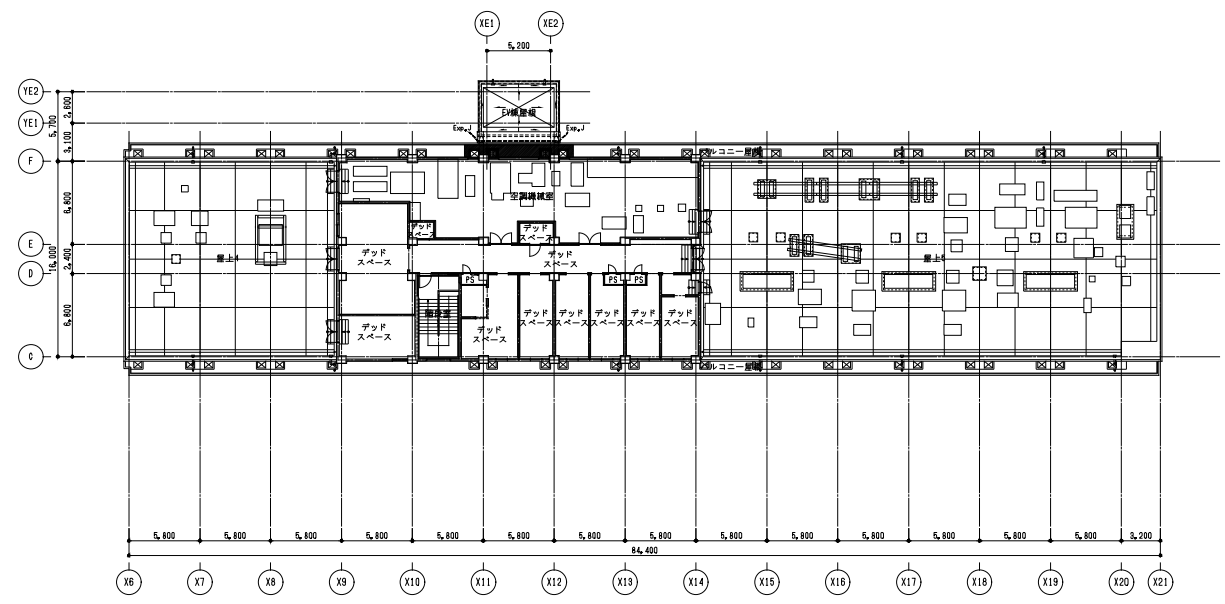 XE1
XE2
5,200
YE2
YE1
F
E
D
C
2,600
5,700
3,100
6,800
16,000
2,400
6,800
EV棟屋根
Exp.J
Exp.J
バルコニー屋根
空調機械室
デッド
スペース
デッド
スペース
デッド
スペース
デッド
スペース
屋上4
屋上5
PS
PS
PS
階段室
デッド
スペース
デッド
スペース
デッド
スペース
デッド
スペース
デッド
スペース
デッド
スペース
デッド
スペース
バルコニー屋根
5,800
5,800
5,800
5,800
5,800
5,800
5,800
5,800
5,800
5,800
5,800
5,800
5,800
5,800
3,200
84,400
X6
X7
X8
X9
X10
X11
X12
X13
X14
X15
X16
X17
X18
X19
X20
X21